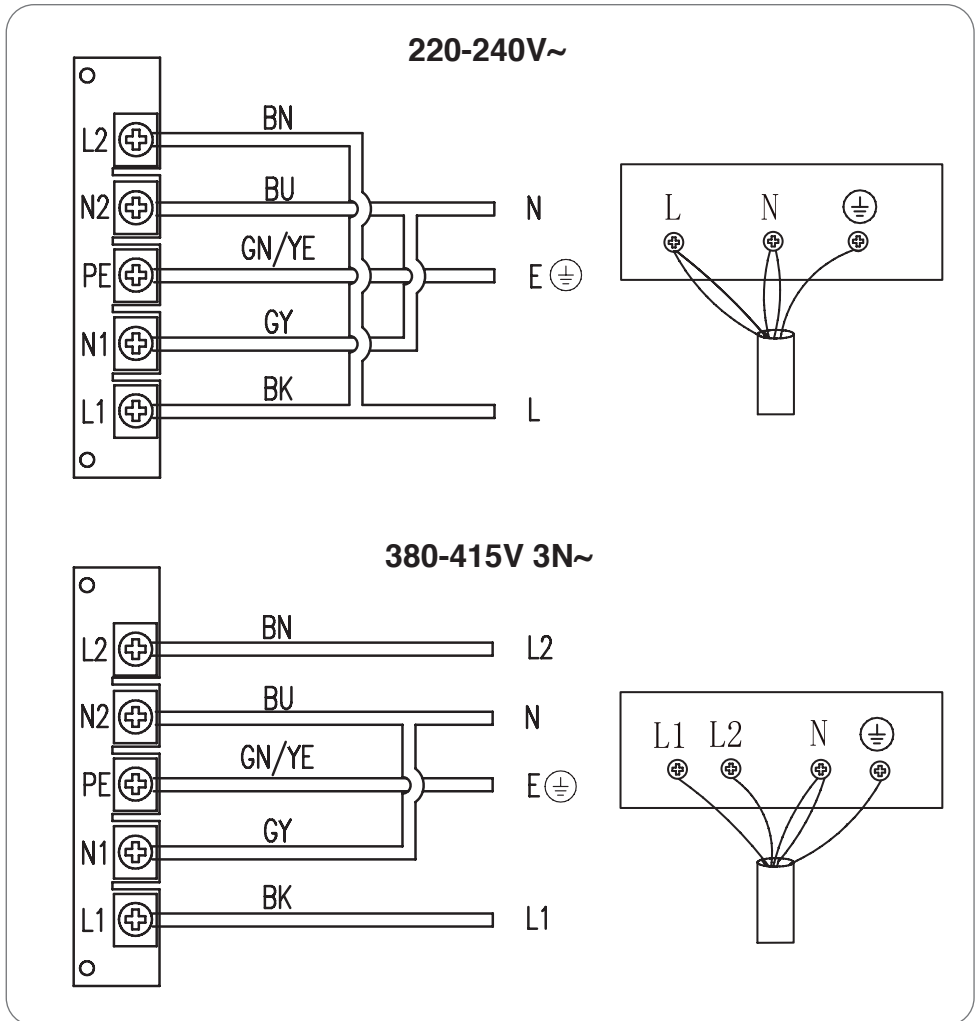 220-240V~
L2 BN
N2 BU N
PE GN/YE E
N1 GY
L1 BK L
L N
380-415V 3N~
L2 BN L2
N2 BU N
PE GN/YE E
N1 GY
L1 BK L1
L1 L2 N